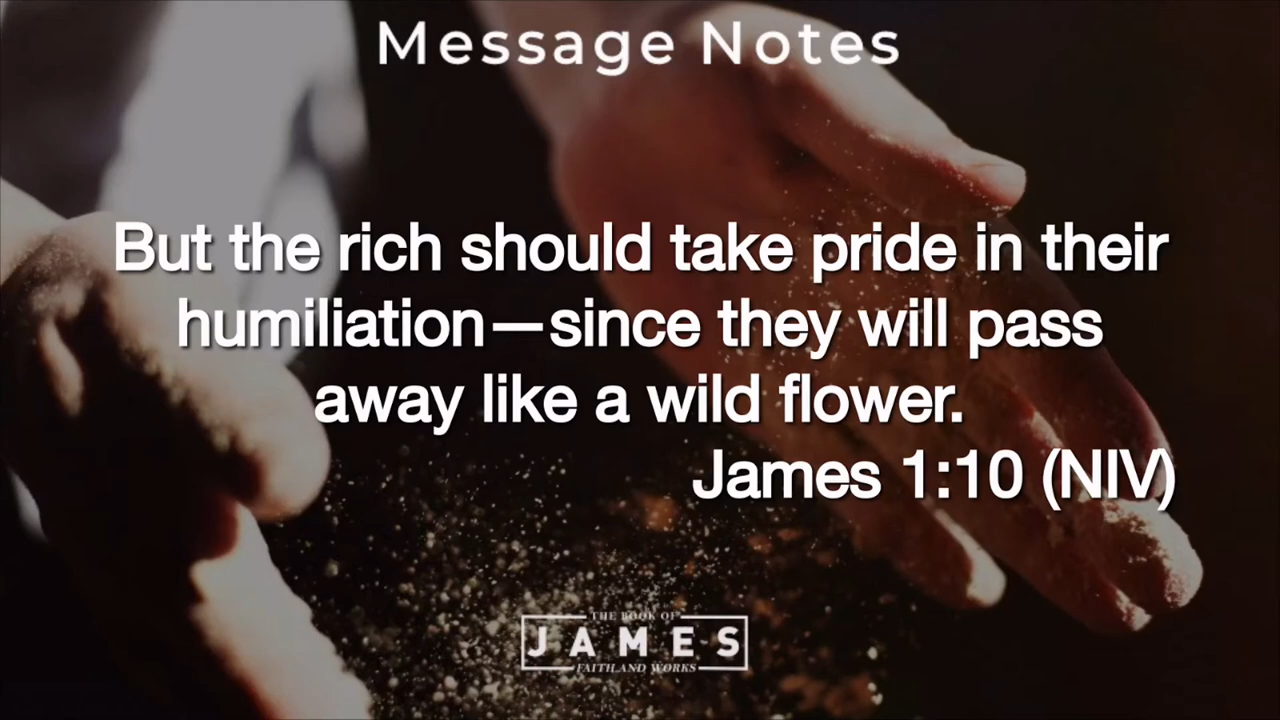 Message Notes
But the rich should take pride in their
humiliation—since they will pass
away like a wild flower.
James 1:10 (NIV)
THE BOOK OF
JAMES
FAITH AND WORKS